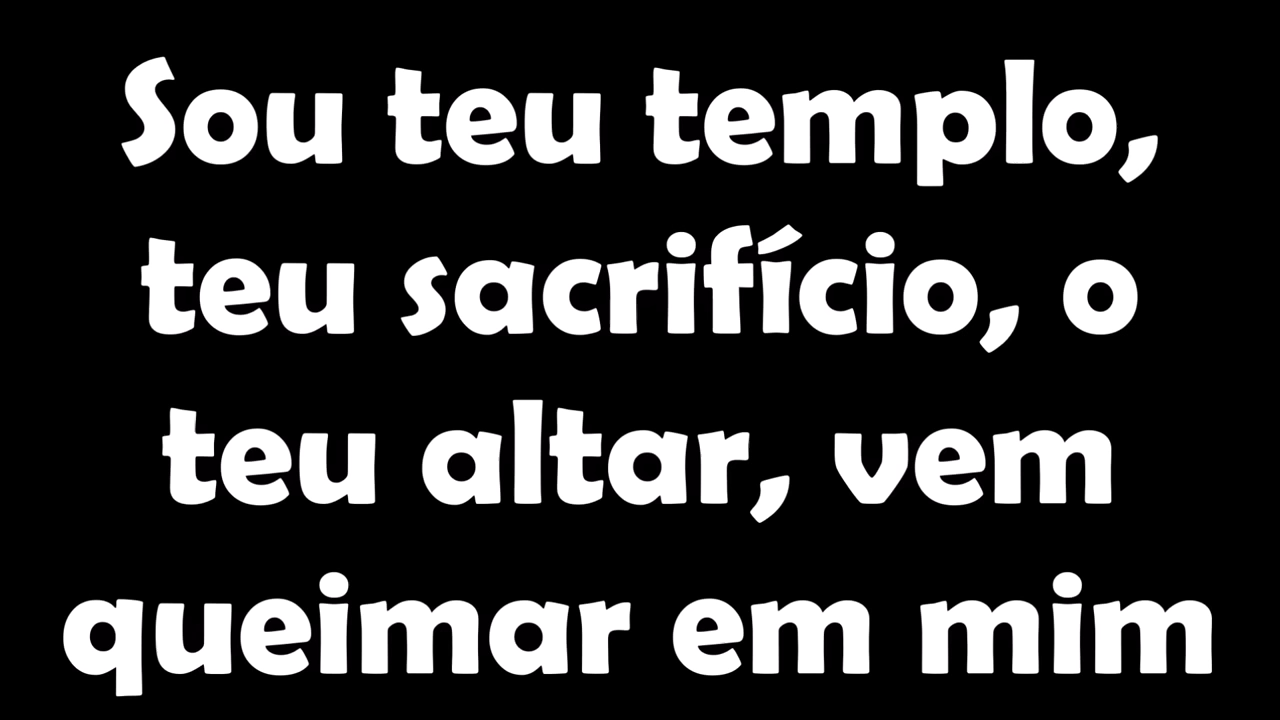 Sou teu templo,
teu sacrifício, o
teu altar, vem
queimar em mim